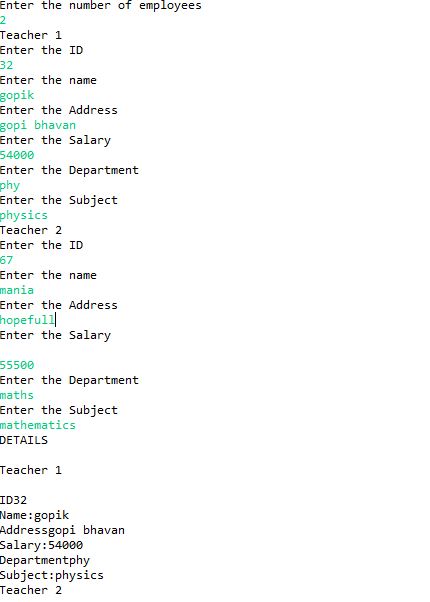 Enter the number of employees
2
Teacher 1
Enter the ID
32
Enter the name
gopik
Enter the Address
gopi bhavan
Enter the Salary
54000
Enter the Department
phy
Enter the Subject
physics
Teacher 2
Enter the ID
67
Enter the name
mania
Enter the Address
hopefull
Enter the Salary
55500
Enter the Department
maths
Enter the Subject
mathematics
DETAILS
Teacher 1
ID32
Name:gopik
Addressgopi bhavan
Salary:54000
Departmentphy
Subject:physics
Teacher 2